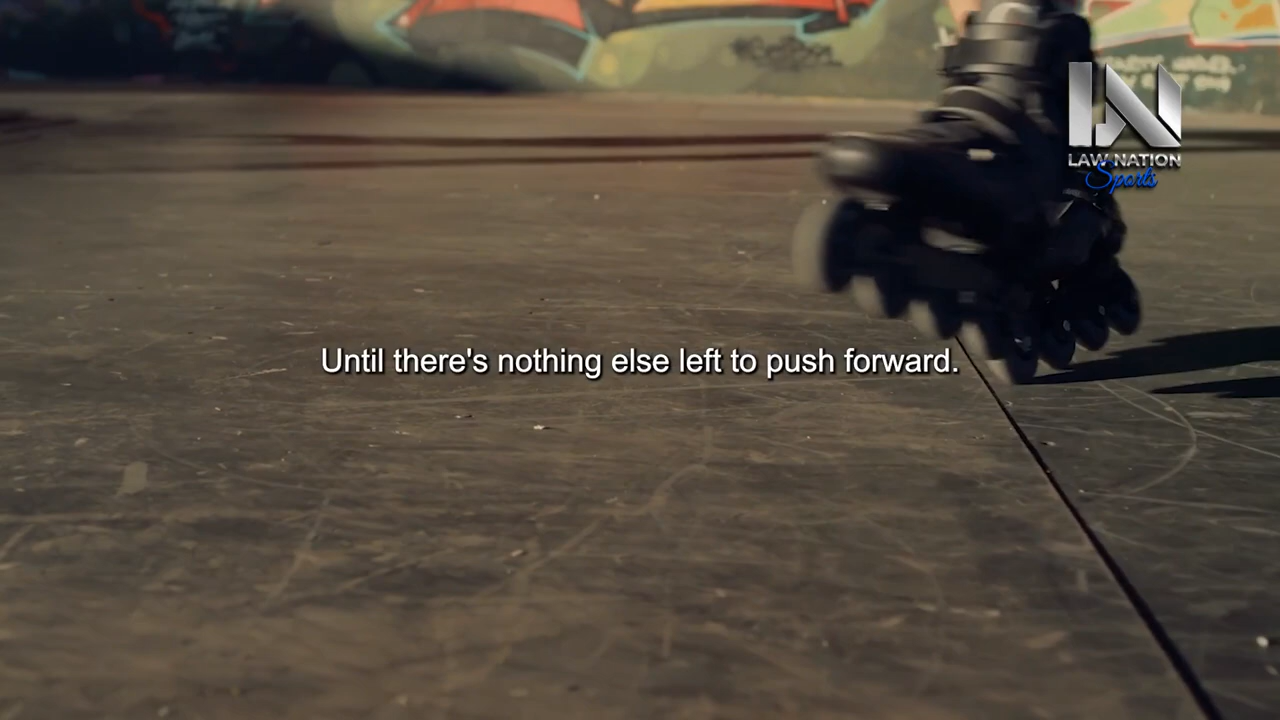 LAW NATION
Sports
Until there's nothing else left to push forward.